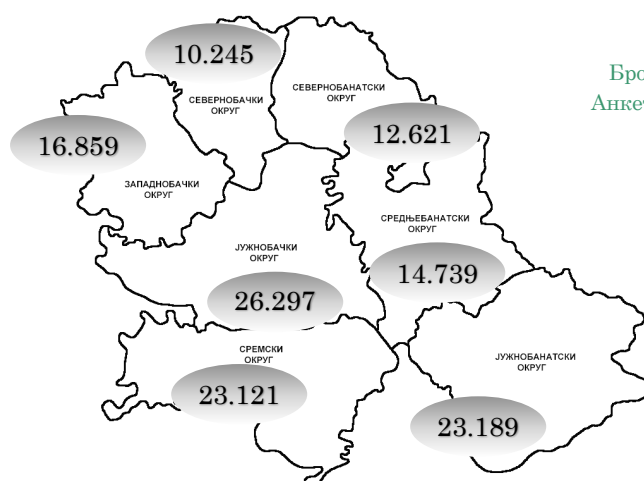 10.245
СЕВЕРНОБАЧКИ
ОКРУГ
СЕВЕРНОБАНАТСКИ
ОКРУГ
12.621
16.859
ЗАПАДНОБАЧКИ
ОКРУГ
ЈУЖНОБАЧКИ
ОКРУГ
26.297
СРЕДЊЕБАНАТСКИ
ОКРУГ
14.739
СРЕМСКИ
ОКРУГ
23.121
ЈУЖНОБАНАТСКИ
ОКРУГ
23.189